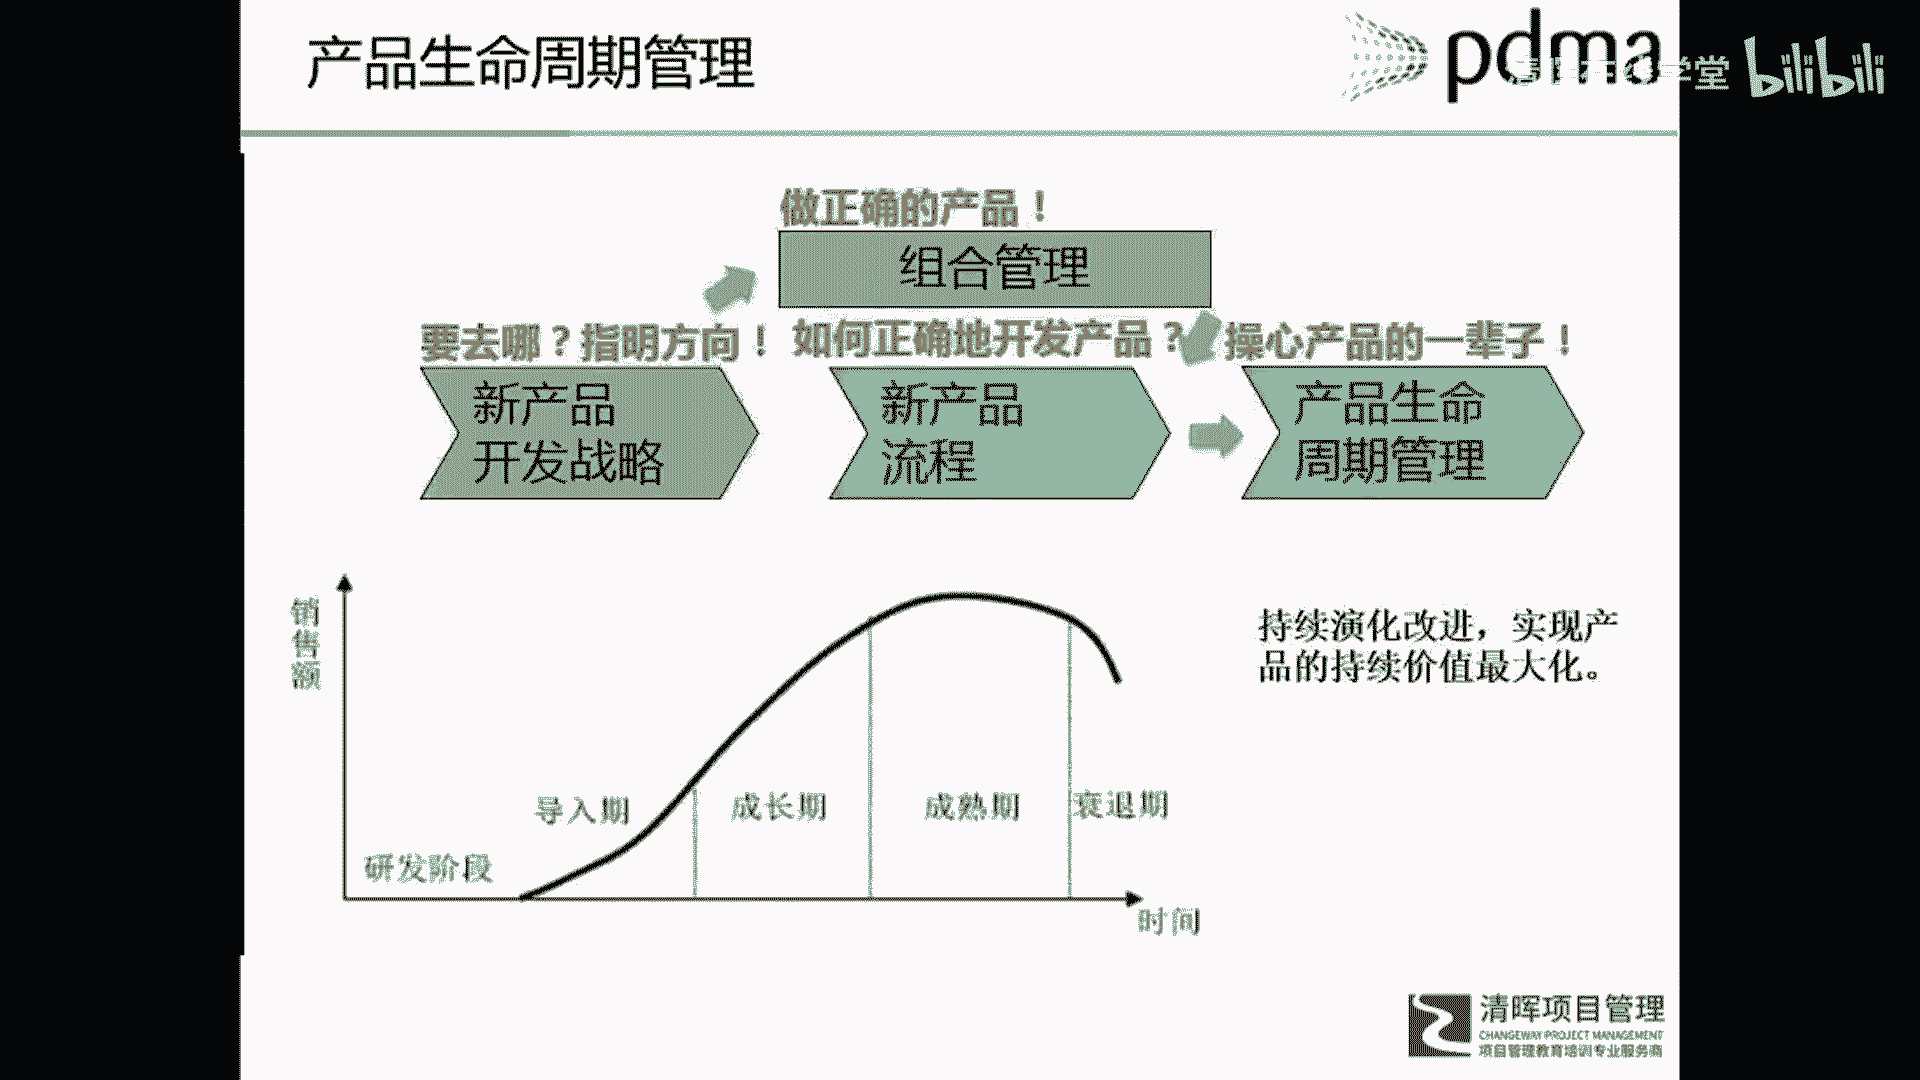 产品生命周期管理
pdma
学堂
bilibili
做正确的产品！
组合管理
要去哪？指明方向！
如何正确地开发产品？
操心产品的一辈子！
新产品
开发战略
新产品
流程
产品生命
周期管理
销售额
持续演化改进，实现产
品的持续价值最大化。
导入期
成长期
成熟期
衰退期
研发阶段
时间
清晖项目管理
CHANGEWAY PROJECT MANAGEMENT
项目管理教育培训专业服务商